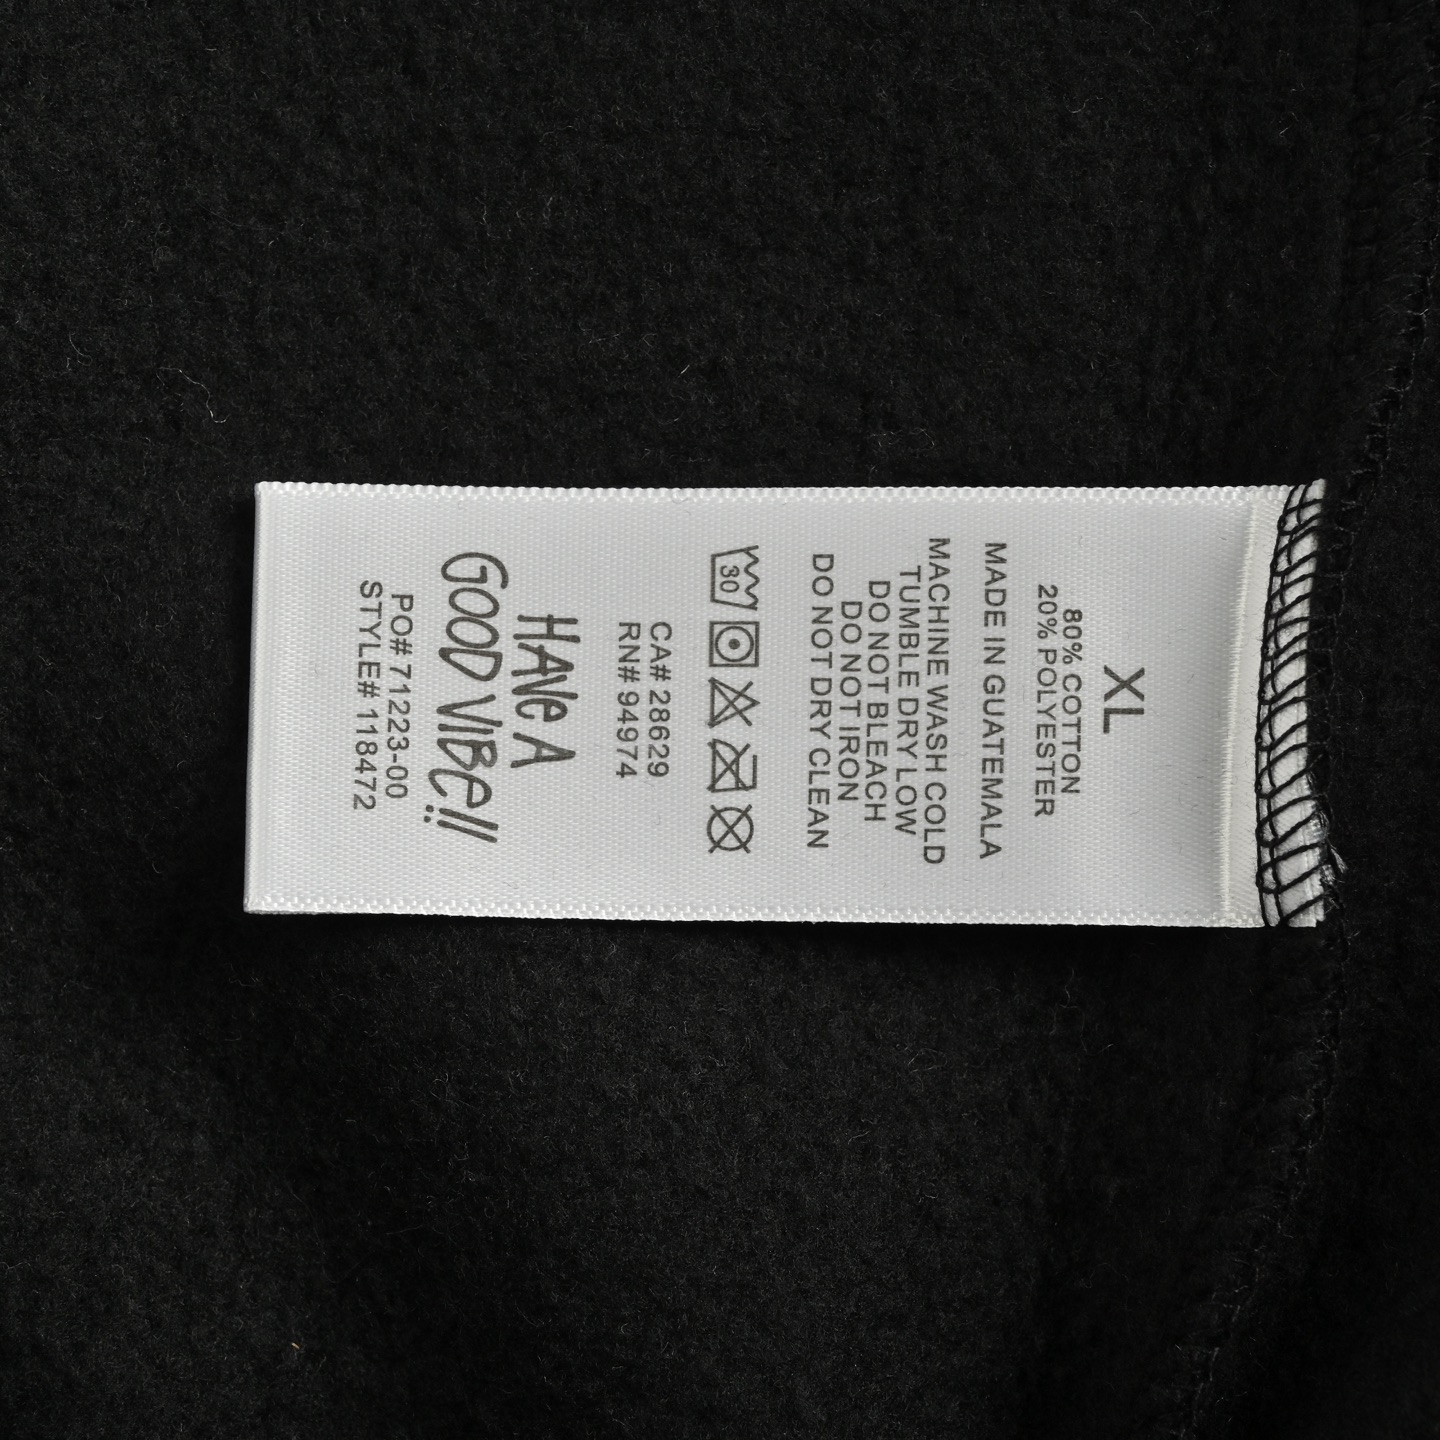 XL
80% COTTON
20% POLYESTER
MADE IN GUATEMALA
MACHINE WASH COLD
TUMBLE DRY LOW
DO NOT BLEACH
DO NOT IRON
DO NOT DRY CLEAN
30
CA# 28629
RN# 94974
HAVE A
GOOD VIBE!!
PO# 71223-00
STYLE# 118472